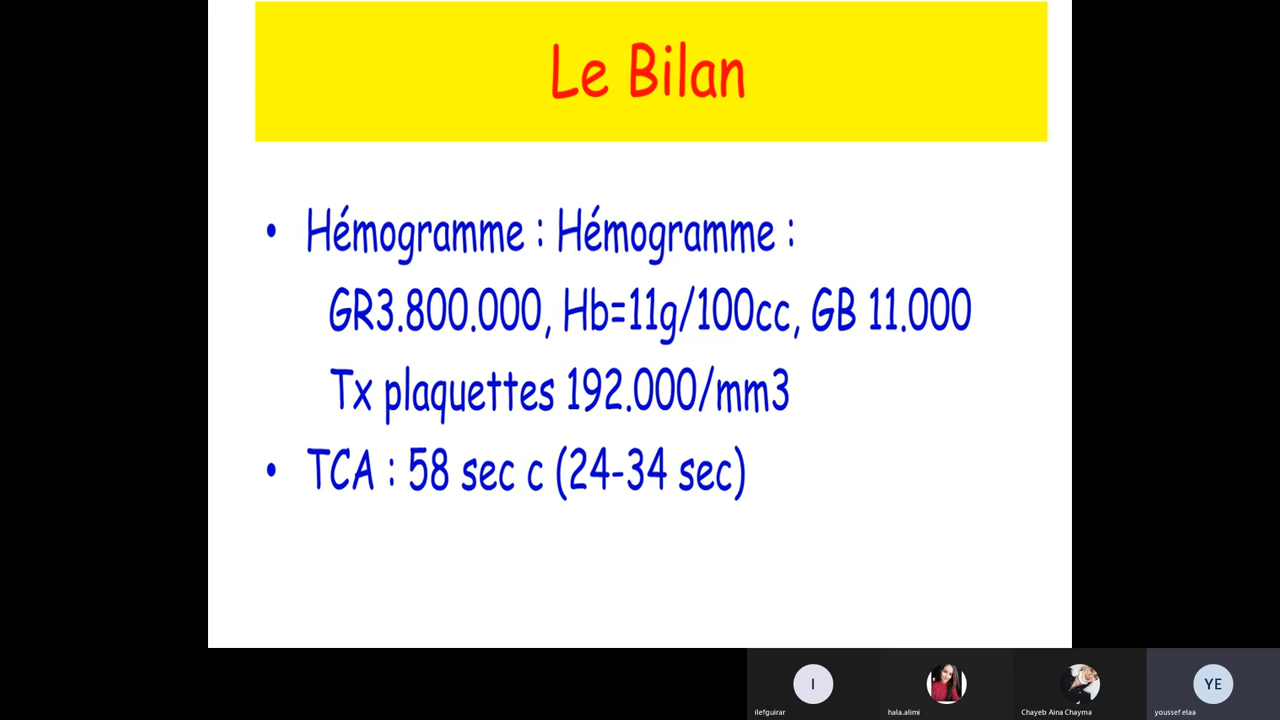 Le Bilan
• Hémogramme : Hémogramme :
GR3.800.000, Hb=11g/100cc, GB 11.000
Tx plaquettes 192.000/mm3
• TCA : 58 sec c (24-34 sec)
I
YE
ilefguirar
hala.alimi
Chayeb Aina Chayma
youssef elaa